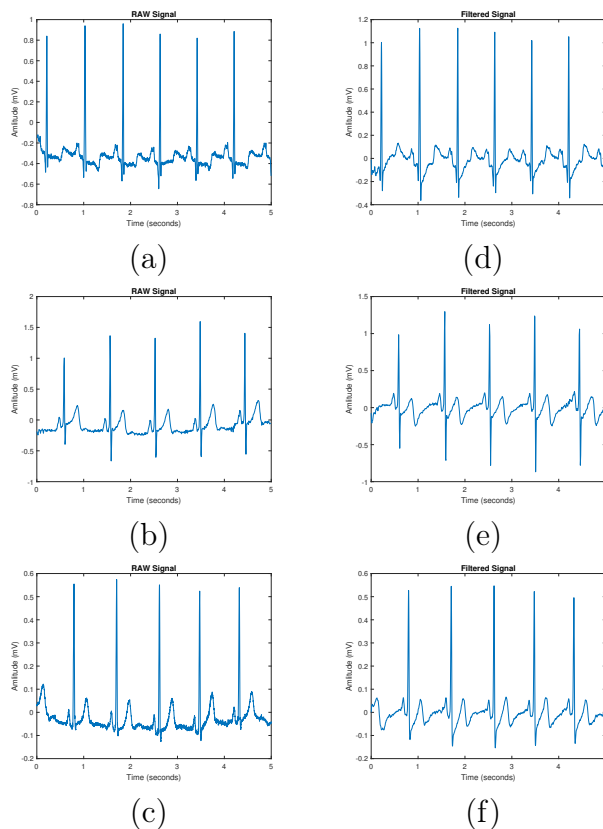 RAW Signal
Amlitude (mV)
1
0.8
0.6
0.4
0.2
0
-0.2
-0.4
-0.6
-0.8
0 1 2 3 4 5
Time (seconds)
(a)
Filtered Signal
Amlitude (mV)
1.2
1
0.8
0.6
0.4
0.2
0
-0.2
-0.4
0 1 2 3 4
Time (seconds)
(d)
RAW Signal
Amlitude (mV)
2
1.5
1
0.5
0
-0.5
-1
0 1 2 3 4 5
Time (seconds)
(b)
Filtered Signal
Amlitude (mV)
1.5
1
0.5
0
-0.5
-1
0 1 2 3 4
Time (seconds)
(e)
RAW Signal
Amlitude (mV)
0.6
0.5
0.4
0.3
0.2
0.1
0
-0.1
-0.2
0 1 2 3 4 5
Time (seconds)
(c)
Filtered Signal
Amlitude (mV)
0.6
0.5
0.4
0.3
0.2
0.1
0
-0.1
-0.2
0 1 2 3 4
Time (seconds)
(f)